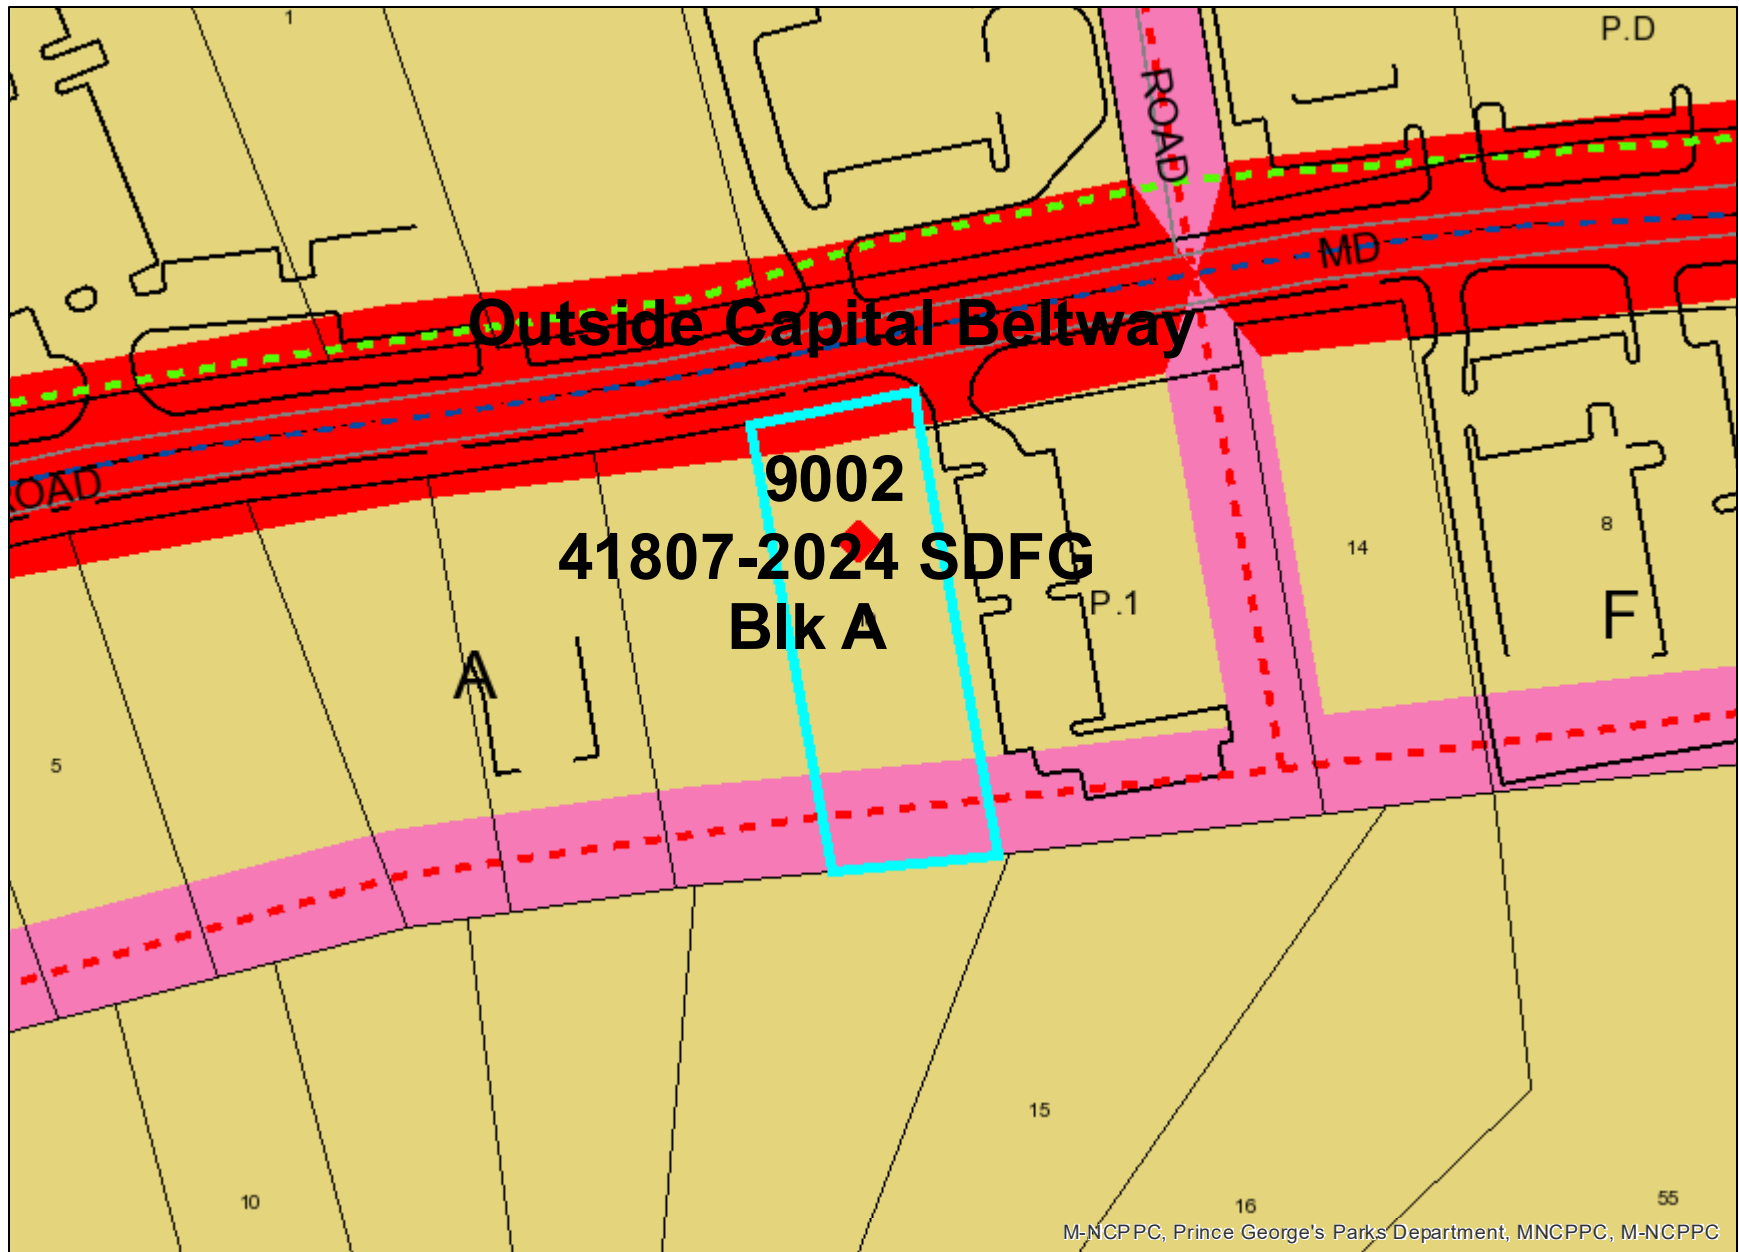 1
P.D
ROAD
MD
Outside Capital Beltway
ROAD
9002
41807-2024 SDFG
Blk A
14
8
P.1
F
A
5
15
10
16
55
M-NCPPC, Prince George's Parks Department, MNCPPC, M-NCPPC